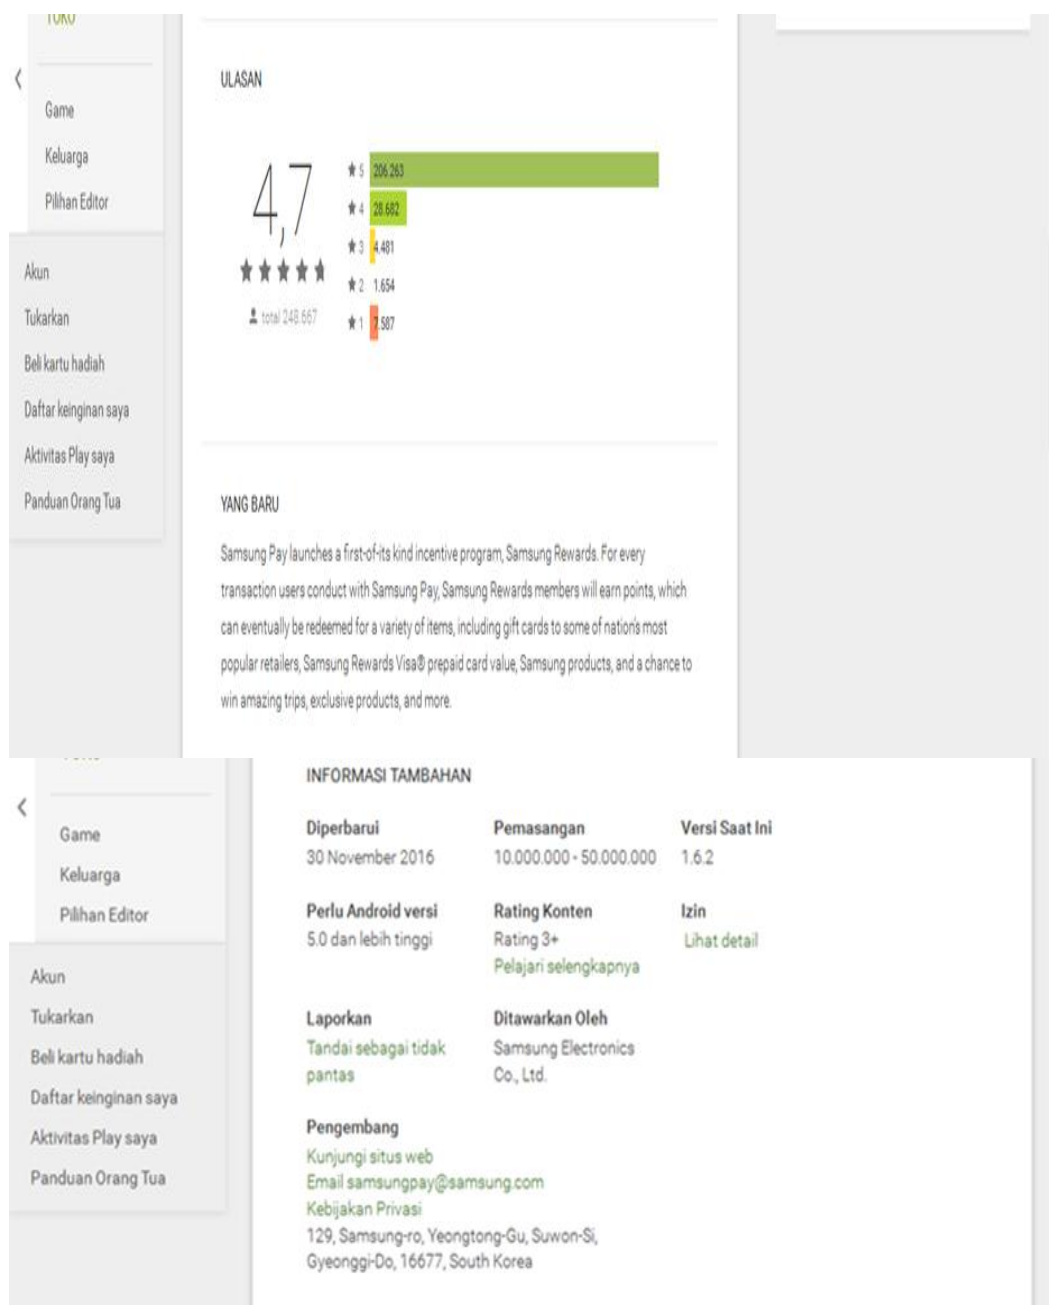 TOKO
Game
Keluarga
Pilihan Editor
Akun
Tukarkan
Beli kartu hadiah
Daftar keinginan saya
Aktivitas Play saya
Panduan Orang Tua
ULASAN
4,7
total 248.667
5 206.263
4 28.682
3 4.481
2 1.654
1 7.587
YANG BARU
Samsung Pay launches a first-of-its kind incentive program, Samsung Rewards. For every
transaction users conduct with Samsung Pay, Samsung Rewards members will earn points, which
can eventually be redeemed for a variety of items, including gift cards to some of nation's most
popular retailers, Samsung Rewards Visa® prepaid card value, Samsung products, and a chance to
win amazing trips, exclusive products, and more.
Game
Keluarga
Pilihan Editor
Akun
Tukarkan
Beli kartu hadiah
Daftar keinginan saya
Aktivitas Play saya
Panduan Orang Tua
INFORMASI TAMBAHAN
Diperbarui
30 November 2016
Pemasangan
10.000.000 - 50.000.000
Versi Saat Ini
1.6.2
Perlu Android versi
5.0 dan lebih tinggi
Rating Konten
Rating 3+
Pelajari selengkapnya
Izin
Lihat detail
Laporkan
Tandai sebagai tidak
pantas
Ditawarkan Oleh
Samsung Electronics
Co., Ltd.
Pengembang
Kunjungi situs web
Email samsungpay@samsung.com
Kebijakan Privasi
129, Samsung-ro, Yeongtong-Gu, Suwon-Si,
Gyeonggi-Do, 16677, South Korea